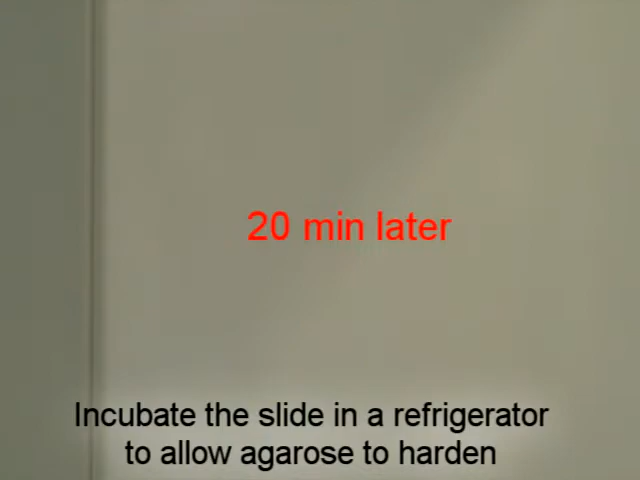 20 min later
Incubate the slide in a refrigerator
to allow agarose to harden